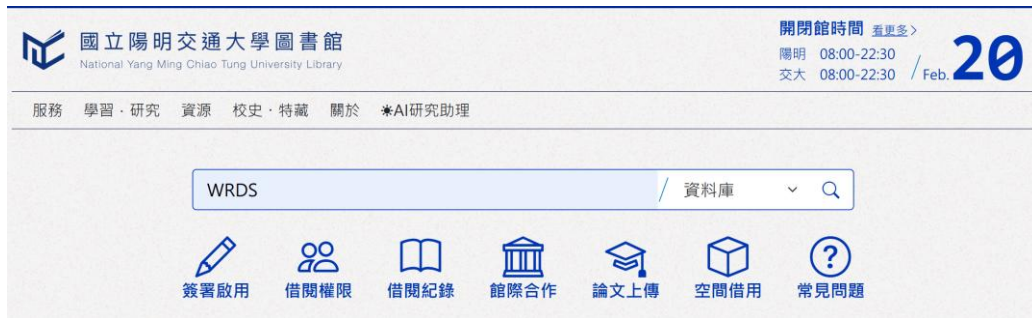 國立陽明交通大學圖書館
National Yang Ming Chiao Tung University Library
開閉館時間 看更多>
陽明 08:00-22:30
交大 08:00-22:30 / Feb. 20
服務 學習·研究 資源 校史·特藏 關於 ☀AI研究助理
WRDS / 資料庫
簽署啟用 借閱權限 借閱紀錄 館際合作 論文上傳 空間借用 常見問題